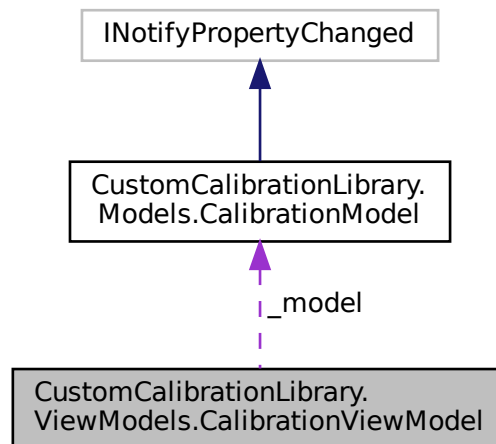 INotifyPropertyChanged
CustomCalibrationLibrary.
Models.CalibrationModel
_model
CustomCalibrationLibrary.
ViewModels.CalibrationViewModel